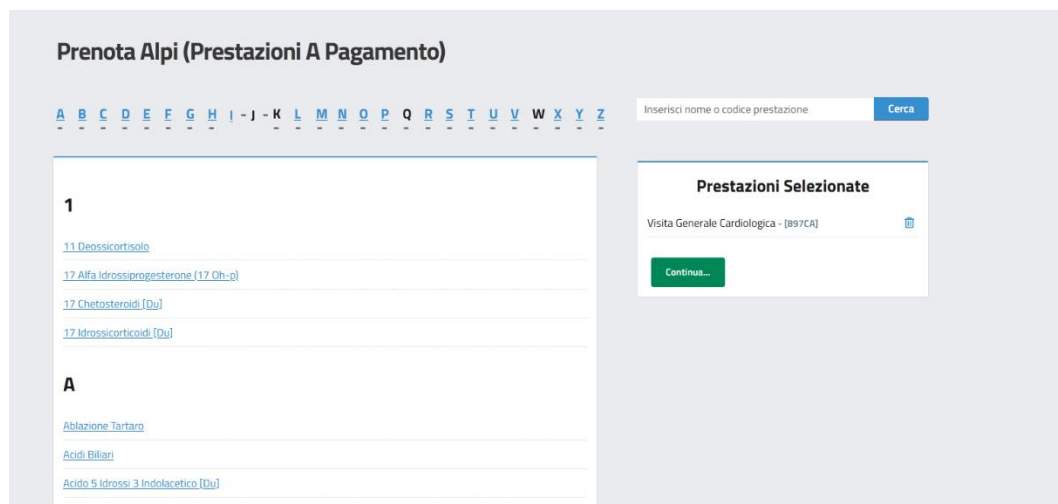 Prenota Alpi (Prestazioni A Pagamento)
A B C D E F G H I - J - K L M N O P Q R S T U V W X Y Z
Inserisci nome o codice prestazione
Cerca
1
11 Deossicortisolo
17 Alfa Idrossiprogesterone (17 Oh-p)
17 Chetosteroidi [Du]
17 Idrossicorticoidi [Du]
A
Ablazione Tartaro
Acidi Biliari
Acido 5 Idrossi 3 Indolacetico [Du]
Prestazioni Selezionate
Visita Generale Cardiologica - [897CA]
Continua...